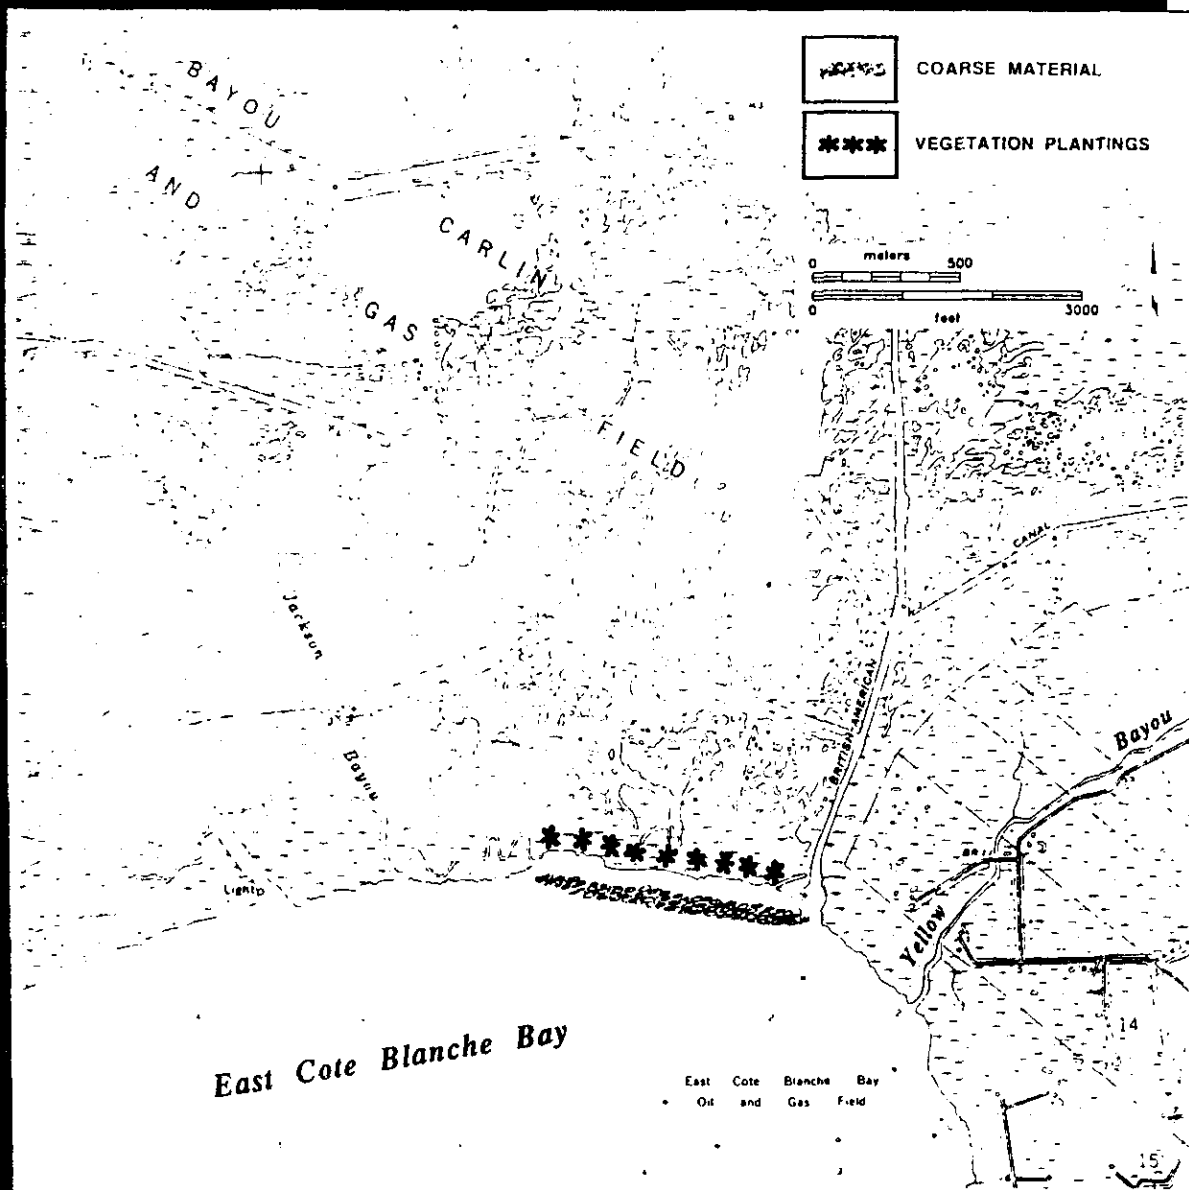 COARSE MATERIAL
VEGETATION PLANTINGS
BAYOU
AND
CARLIN
GAS
FIELD
0 meters 500
0 feet 3000
CANAL
BRITISH-AMERICAN
Jackson
Bayou
Bayou
Yellow
14
15
East Cote Blanche Bay
East Cote Blanche Bay
Oil and Gas Field